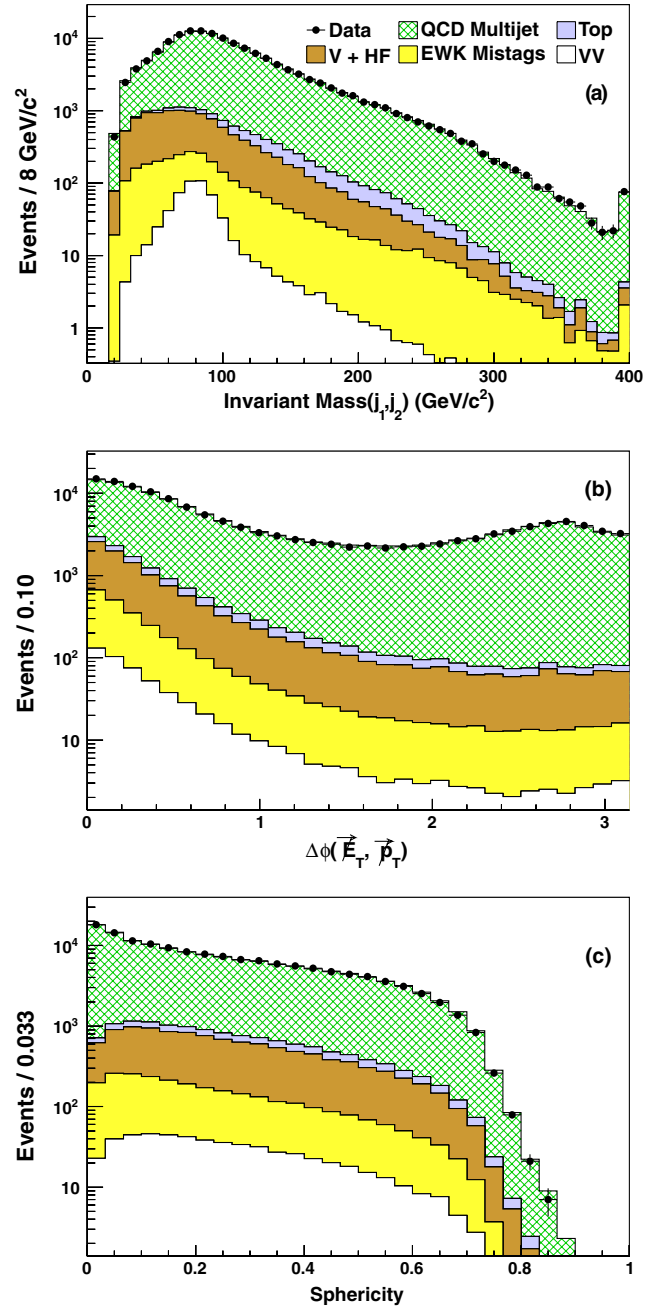 Data QCD Multijet Top
V + HF EWK Mistags VV
(a)
Events / 8 GeV/c²
10⁴
10³
10²
10
1
0 100 200 300 400
Invariant Mass(j₁,j₂) (GeV/c²)
(b)
Events / 0.10
10⁴
10³
10²
10
0 1 2 3
Δϕ(E̸⃗_T, p̸⃗_T)
(c)
Events / 0.033
10⁴
10³
10²
10
0 0.2 0.4 0.6 0.8 1
Sphericity